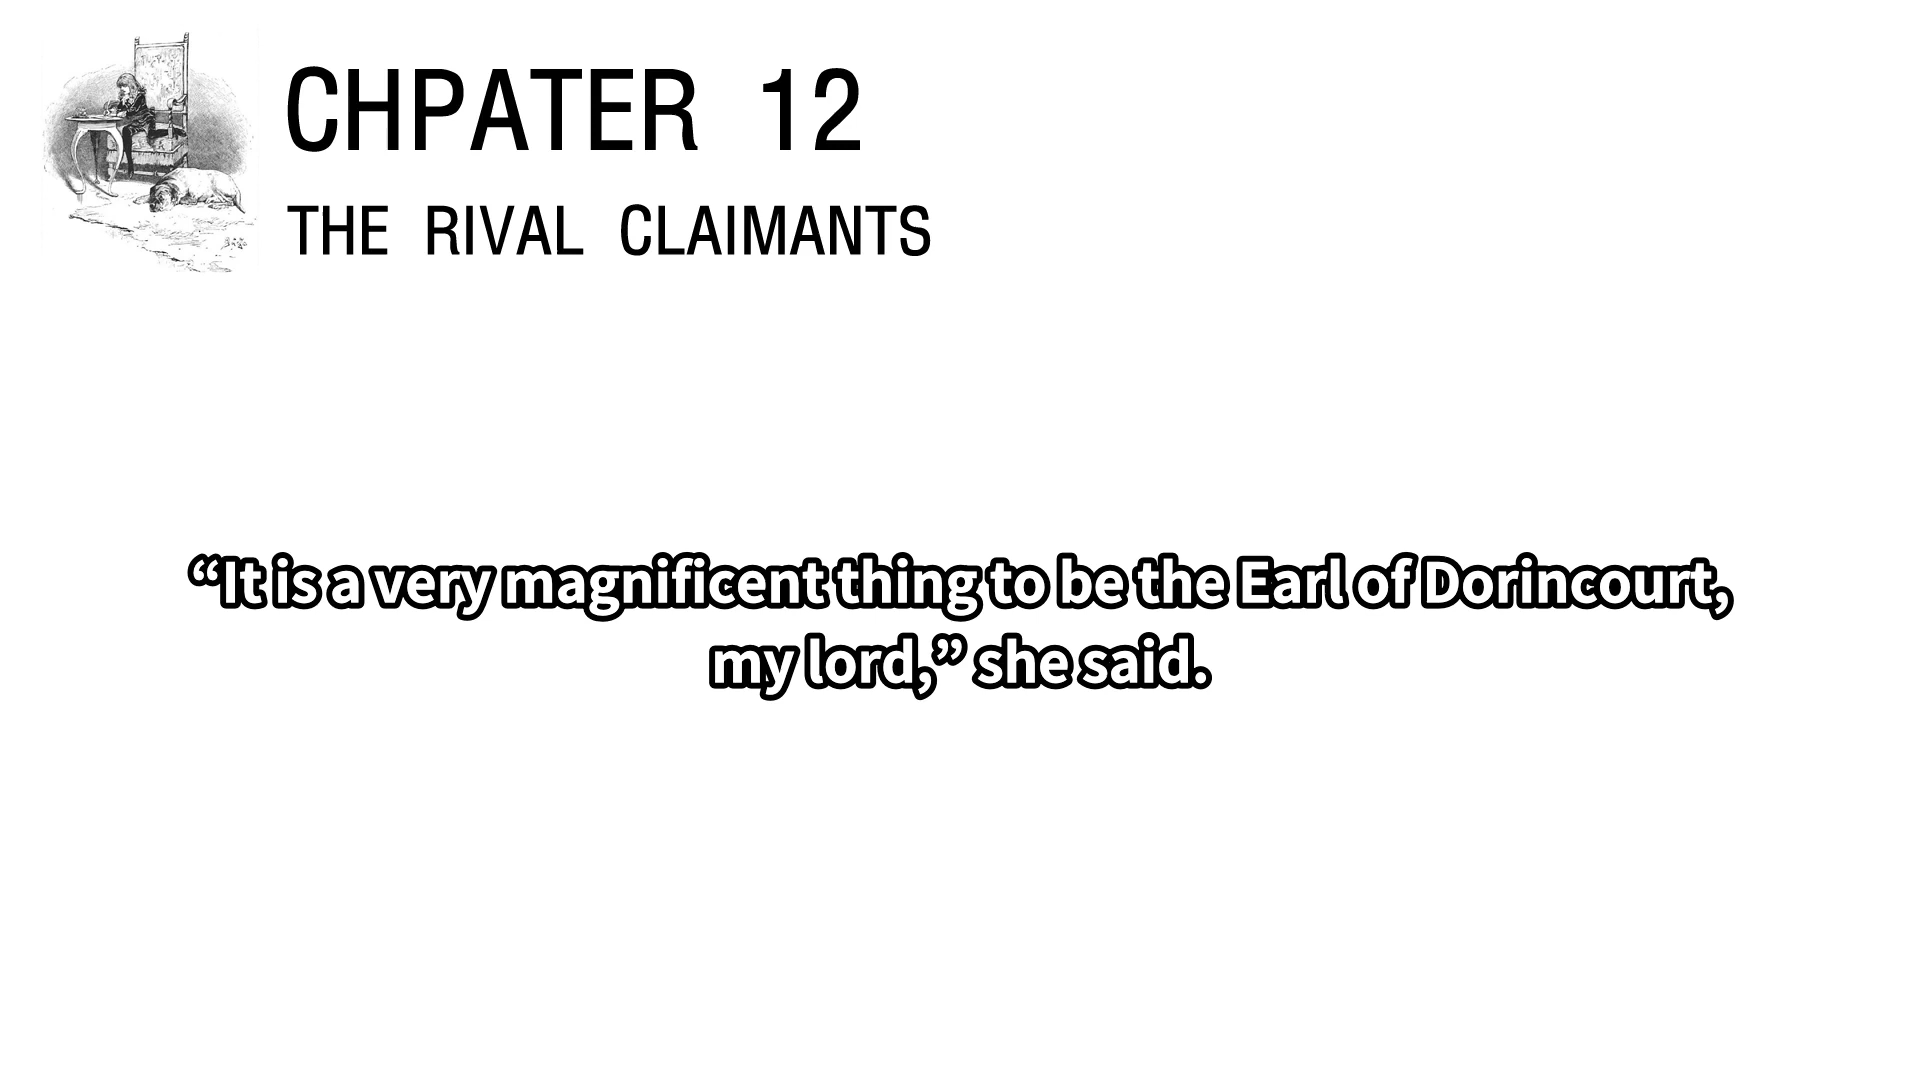 CHPATER 12
THE RIVAL CLAIMANTS
“It is a very magnificent thing to be the Earl of Dorincourt,
my lord,” she said.